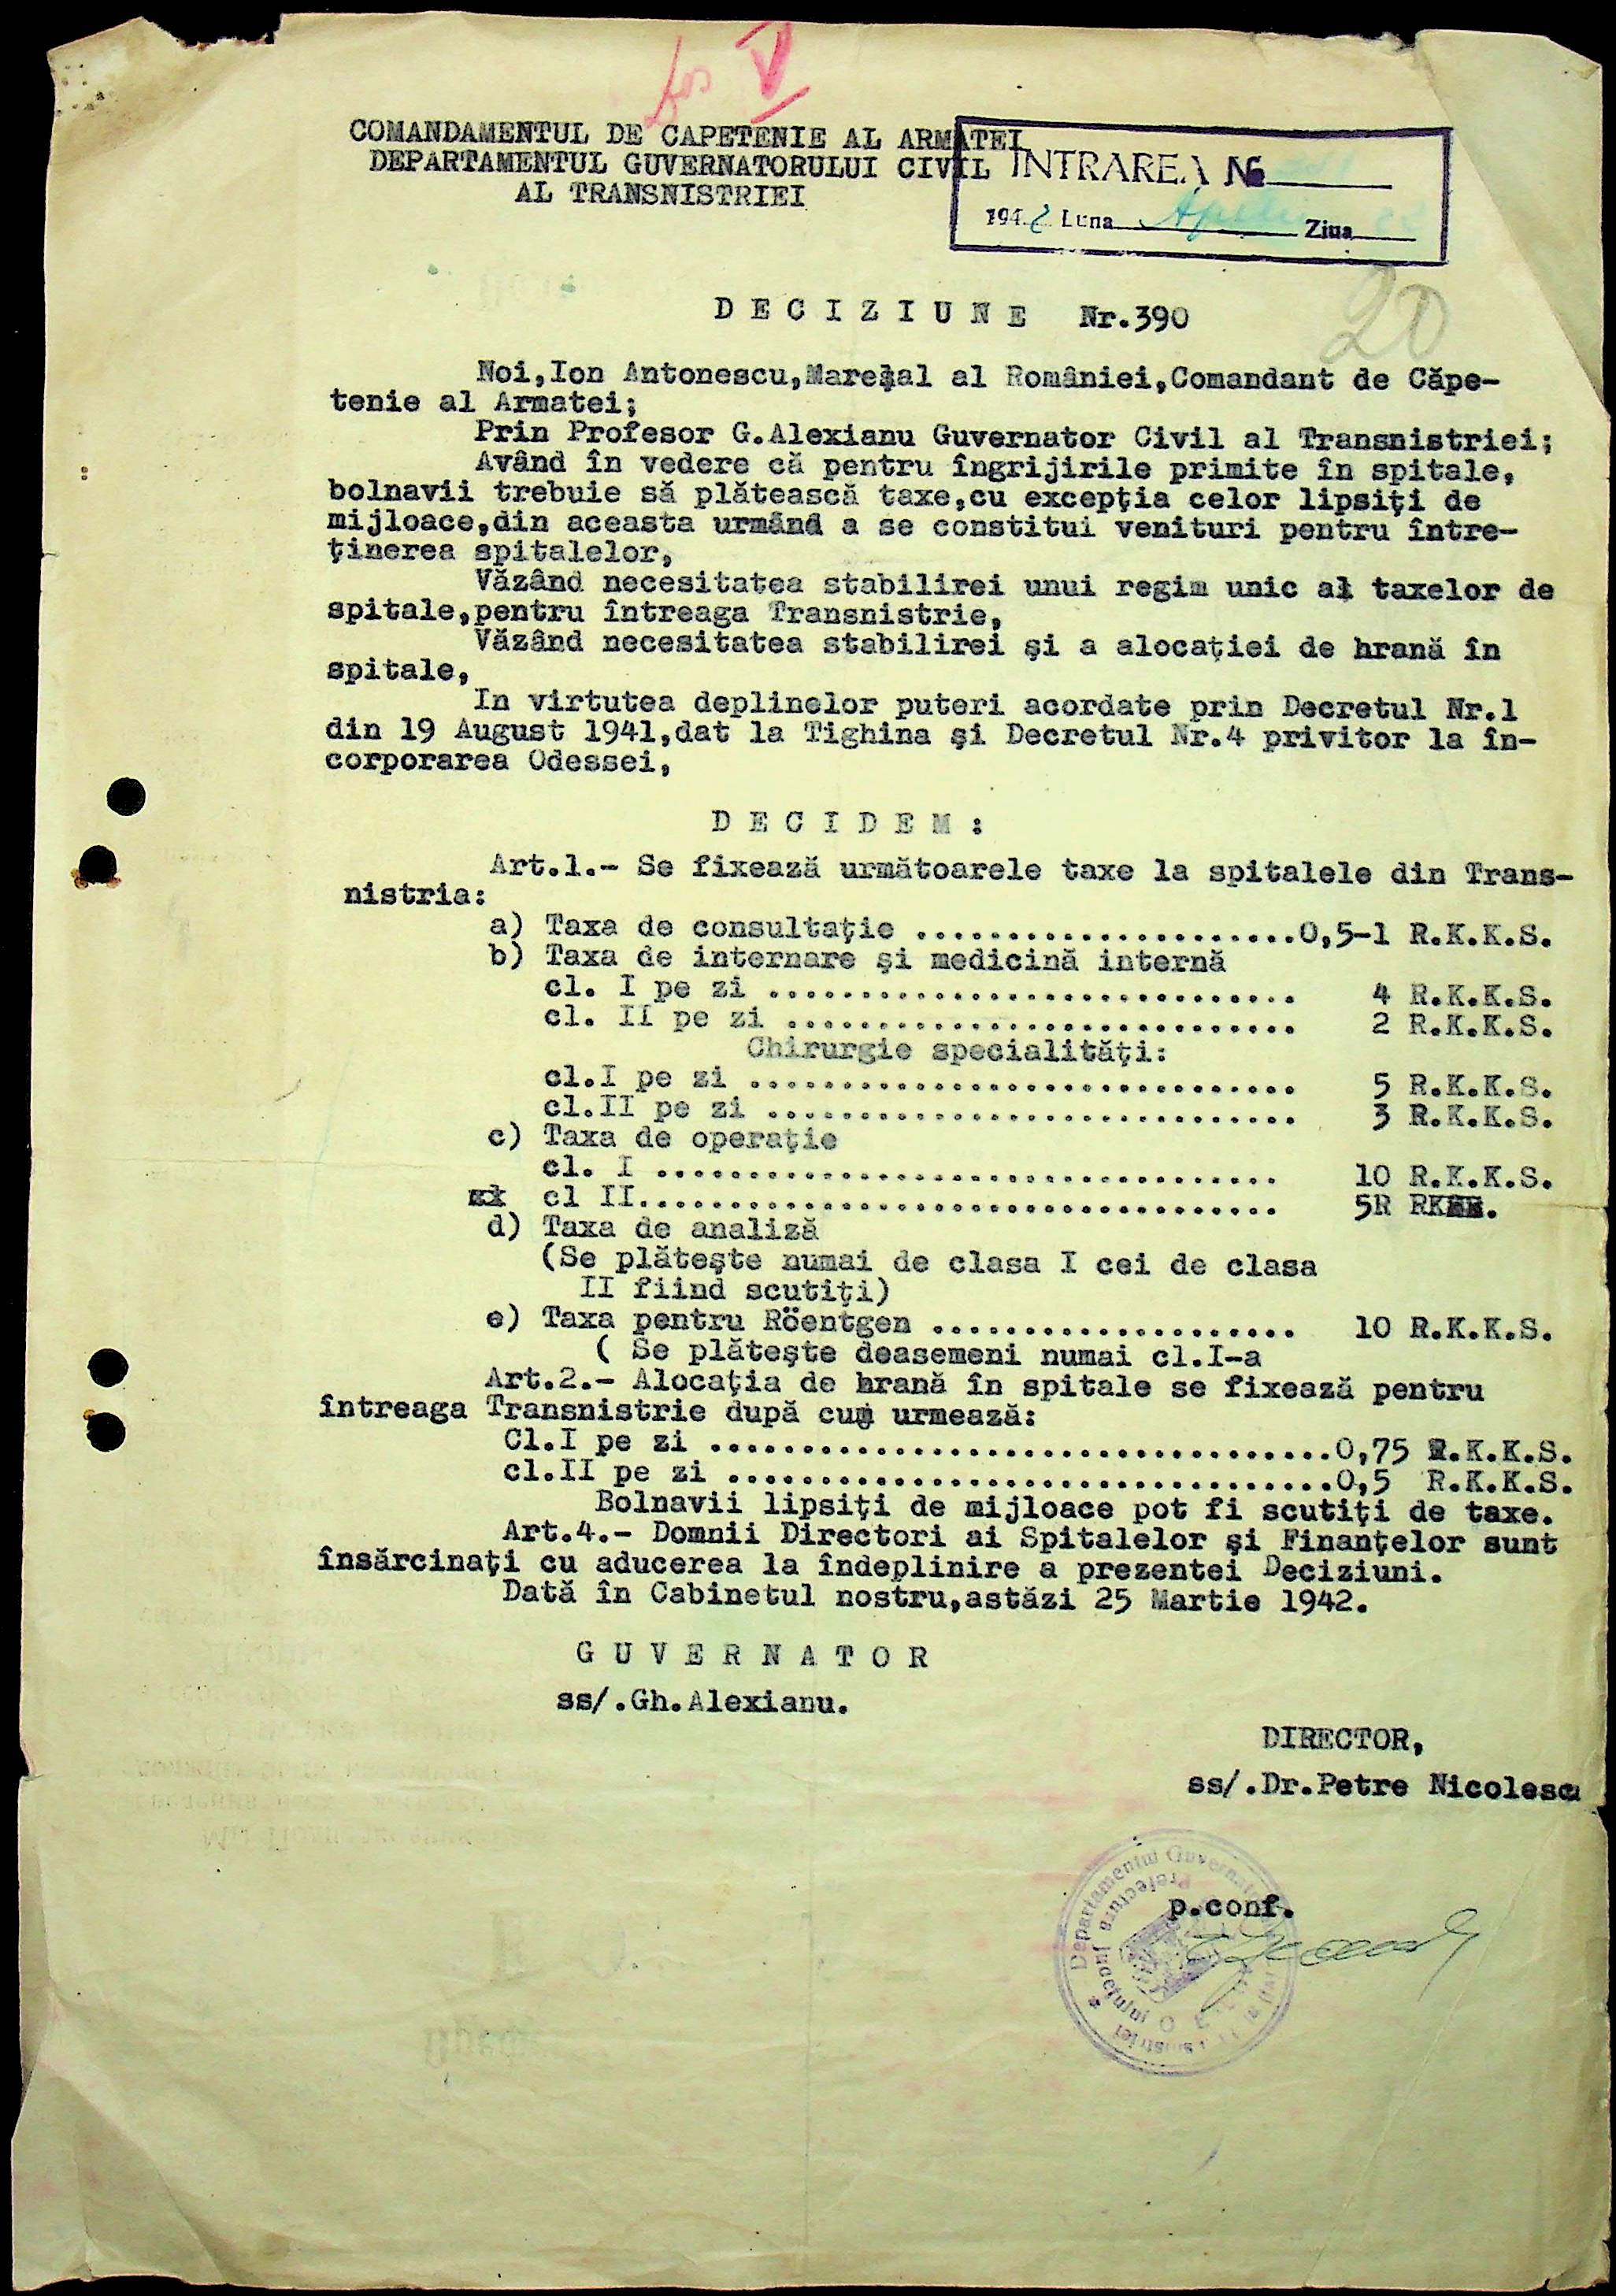 V
COMANDAMENTUL DE CAPETENIE AL ARMATEI
DEPARTAMENTUL GUVERNATORULUI CIVIL
AL TRANSNISTRIEI
INTRAREA No
1942 Luna Aprilie Ziua
20
DECIZIUNE Nr.390
Noi,Ion Antonescu,Mareşal al României,Comandant de Căpe-
tenie al Armatei;
Prin Profesor G.Alexianu Guvernator Civil al Transnistriei;
Având în vedere că pentru îngrijirile primite în spitale,
bolnavii trebuie să plătească taxe,cu excepţia celor lipsiţi de
mijloace,din aceasta urmând a se constitui venituri pentru între-
ţinerea spitalelor,
Văzând necesitatea stabilirei unui regim unic al taxelor de
spitale,pentru întreaga Transnistrie,
Văzând necesitatea stabilirei şi a alocaţiei de hrană în
spitale,
In virtutea deplinelor puteri acordate prin Decretul Nr.1
din 19 August 1941,dat la Tighina şi Decretul Nr.4 privitor la în-
corporarea Odessei,
DECIDEM:
Art.1.- Se fixează următoarele taxe la spitalele din Trans-
nistria:
a) Taxa de consultaţie .....................0,5-1 R.K.K.S.
b) Taxa de internare şi medicină internă
cl. I pe zi ............................. 4 R.K.K.S.
cl. II pe zi ............................ 2 R.K.K.S.
Chirurgie specialităţi:
cl.I pe zi .............................. 5 R.K.K.S.
cl.II pe zi ............................. 3 R.K.K.S.
c) Taxa de operaţie
cl. I .................................. 10 R.K.K.S.
cl II................................... 5R RKKS.
d) Taxa de analiză
(Se plăteşte numai de clasa I cei de clasa
II fiind scutiţi)
e) Taxa pentru Röentgen .................... 10 R.K.K.S.
( Se plăteşte deasemeni numai cl.I-a
Art.2.- Alocaţia de hrană în spitale se fixează pentru
întreaga Transnistrie după cum urmează:
Cl.I pe zi ..................................0,75 R.K.K.S.
cl.II pe zi .................................0,5 R.K.K.S.
Bolnavii lipsiţi de mijloace pot fi scutiţi de taxe.
Art.4.- Domnii Directori ai Spitalelor şi Finanţelor sunt
însărcinaţi cu aducerea la îndeplinire a prezentei Deciziuni.
Dată în Cabinetul nostru,astăzi 25 Martie 1942.
GUVERNATOR
ss/.Gh.Alexianu.
DIRECTOR,
ss/.Dr.Petre Nicolescu
p.conf.
Departamentul
Prefectura Judeţului